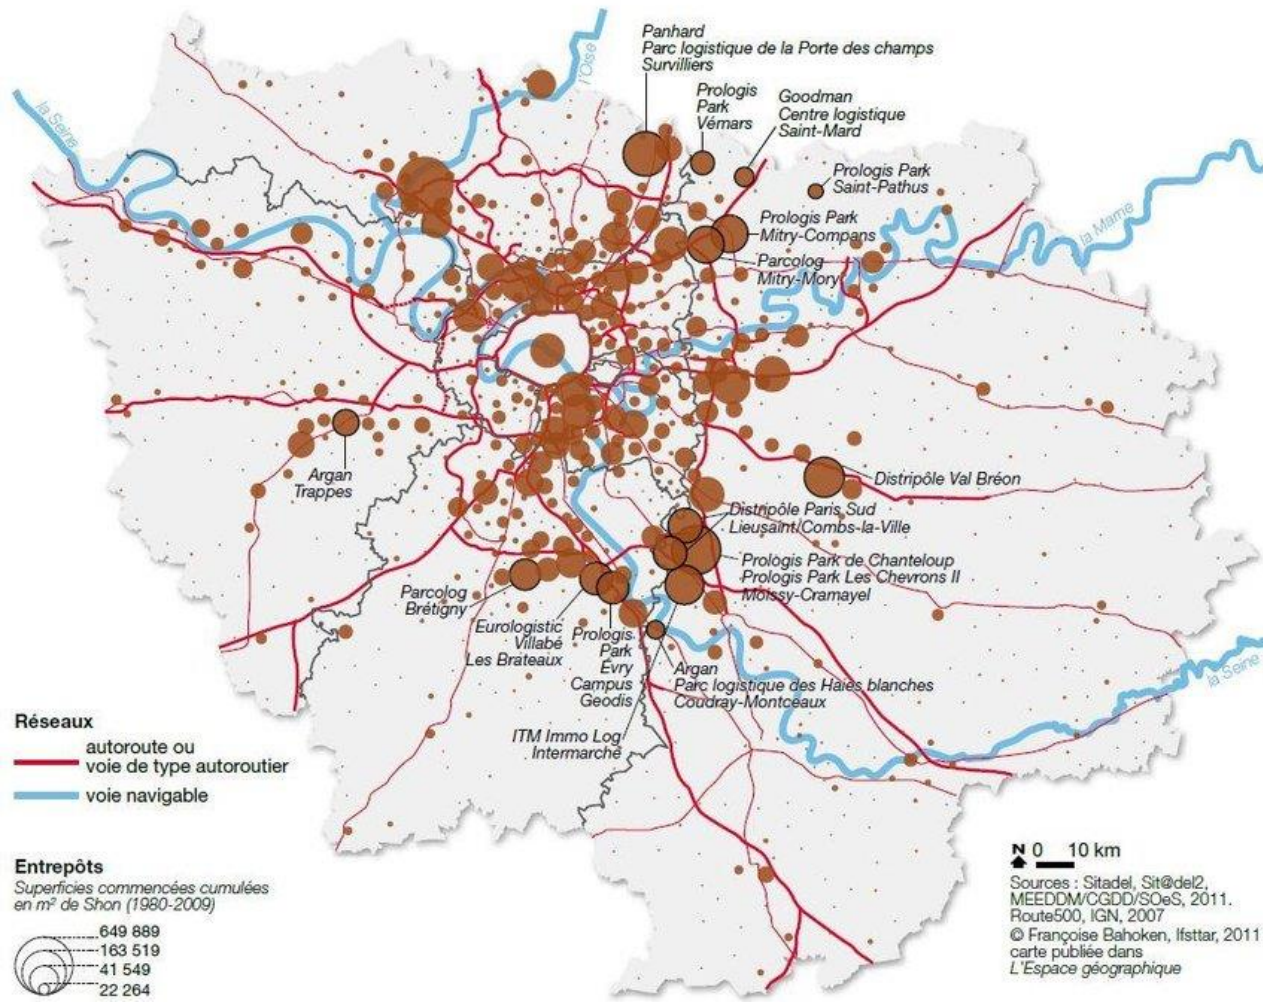 Panhard
Parc logistique de la Porte des champs
Survilliers
Prologis
Park
Vémars
Goodman
Centre logistique
Saint-Mard
Prologis Park
Saint-Pathus
l'Oise
la Seine
la Marne
Prologis Park
Mitry-Compans
Parcolog
Mitry-Mory
Argan
Trappes
Distripôle Val Bréon
Distripôle Paris Sud
Lieusaint/Combs-la-Ville
Prologis Park de Chanteloup
Prologis Park Les Chevrons II
Moissy-Cramayel
Parcolog
Brétigny
Eurologistic
Villabé
Les Brateaux
Prologis
Park
Évry
Campus
Geodis
Argan
Parc logistique des Haies blanches
Coudray-Montceaux
ITM Immo Log
Intermarché
la Seine
Réseaux
autoroute ou
voie de type autoroutier
voie navigable
Entrepôts
Superficies commencées cumulées
en m² de Shon (1980-2009)
649 889
163 519
41 549
22 264
N 0 10 km
Sources : Sitadel, Sit@del2,
MEEDDM/CGDD/SOeS, 2011.
Route500, IGN, 2007
© Françoise Bahoken, Ifsttar, 2011
carte publiée dans
L'Espace géographique